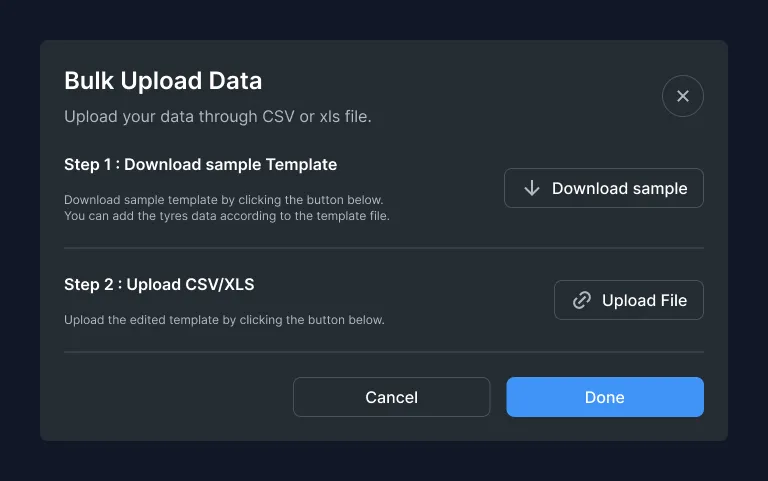 Bulk Upload Data
Upload your data through CSV or xls file.
Step 1 : Download sample Template
Download sample template by clicking the button below.
You can add the tyres data according to the template file.
Download sample
Step 2 : Upload CSV/XLS
Upload the edited template by clicking the button below.
Upload File
Cancel
Done